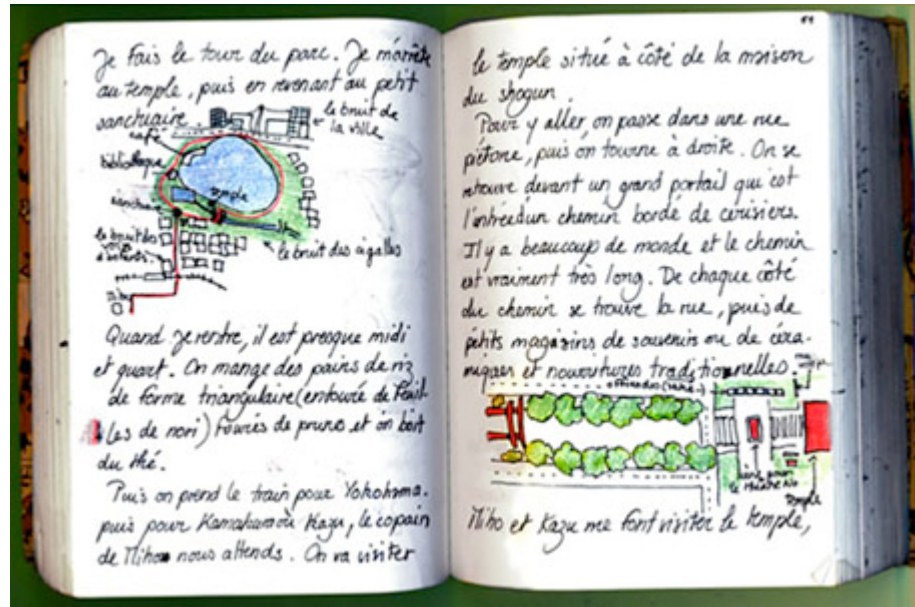 Je fais le tour du parc. Je m'arrête
au temple, puis en revenant au petit
sanctuaire.
le bruit de
la ville
café
bibliothèque
temple
sanctuaire
le bruit des
le bruit des cigales
Quand je rentre, il est presque midi
et quart. On mange des pains de riz
de forme triangulaire (entouré de feuil-
les de nori) fourrés de prunes et on boit
du thé.
Puis on prend le train pour Yokohama.
puis pour Kamakura où Kazu, le copain
de Miho nous attends. On va visiter
le temple situé à côté de la maison
du shogun.
Pour y aller, on passe dans une rue
piétone, puis on tourne à droite. On se
retrouve devant un grand portail qui est
l'entrée d'un chemin bordé de cerisiers.
Il y a beaucoup de monde et le chemin
est vraiment très long. De chaque côté
du chemin se trouve la rue, puis de
petits magasins de souvenirs ou de céra-
miques et nourritures traditionnelles.
temple
Miho et Kazu me font visiter le temple,